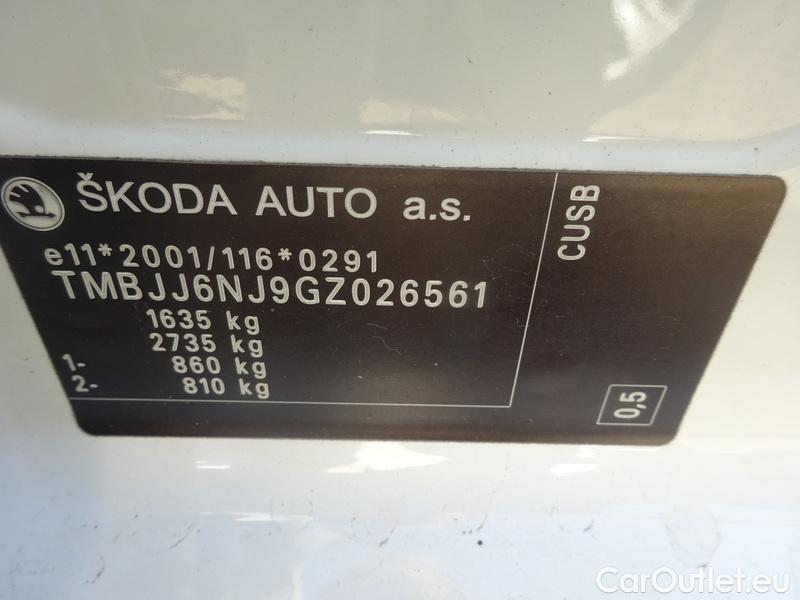 ŠKODA AUTO a.s.
e11*2001/116*0291
TMBJJ6NJ9GZ026561
1635 kg
2735 kg
1- 860 kg
2- 810 kg
CUSB
0,5
CarOutlet.eu